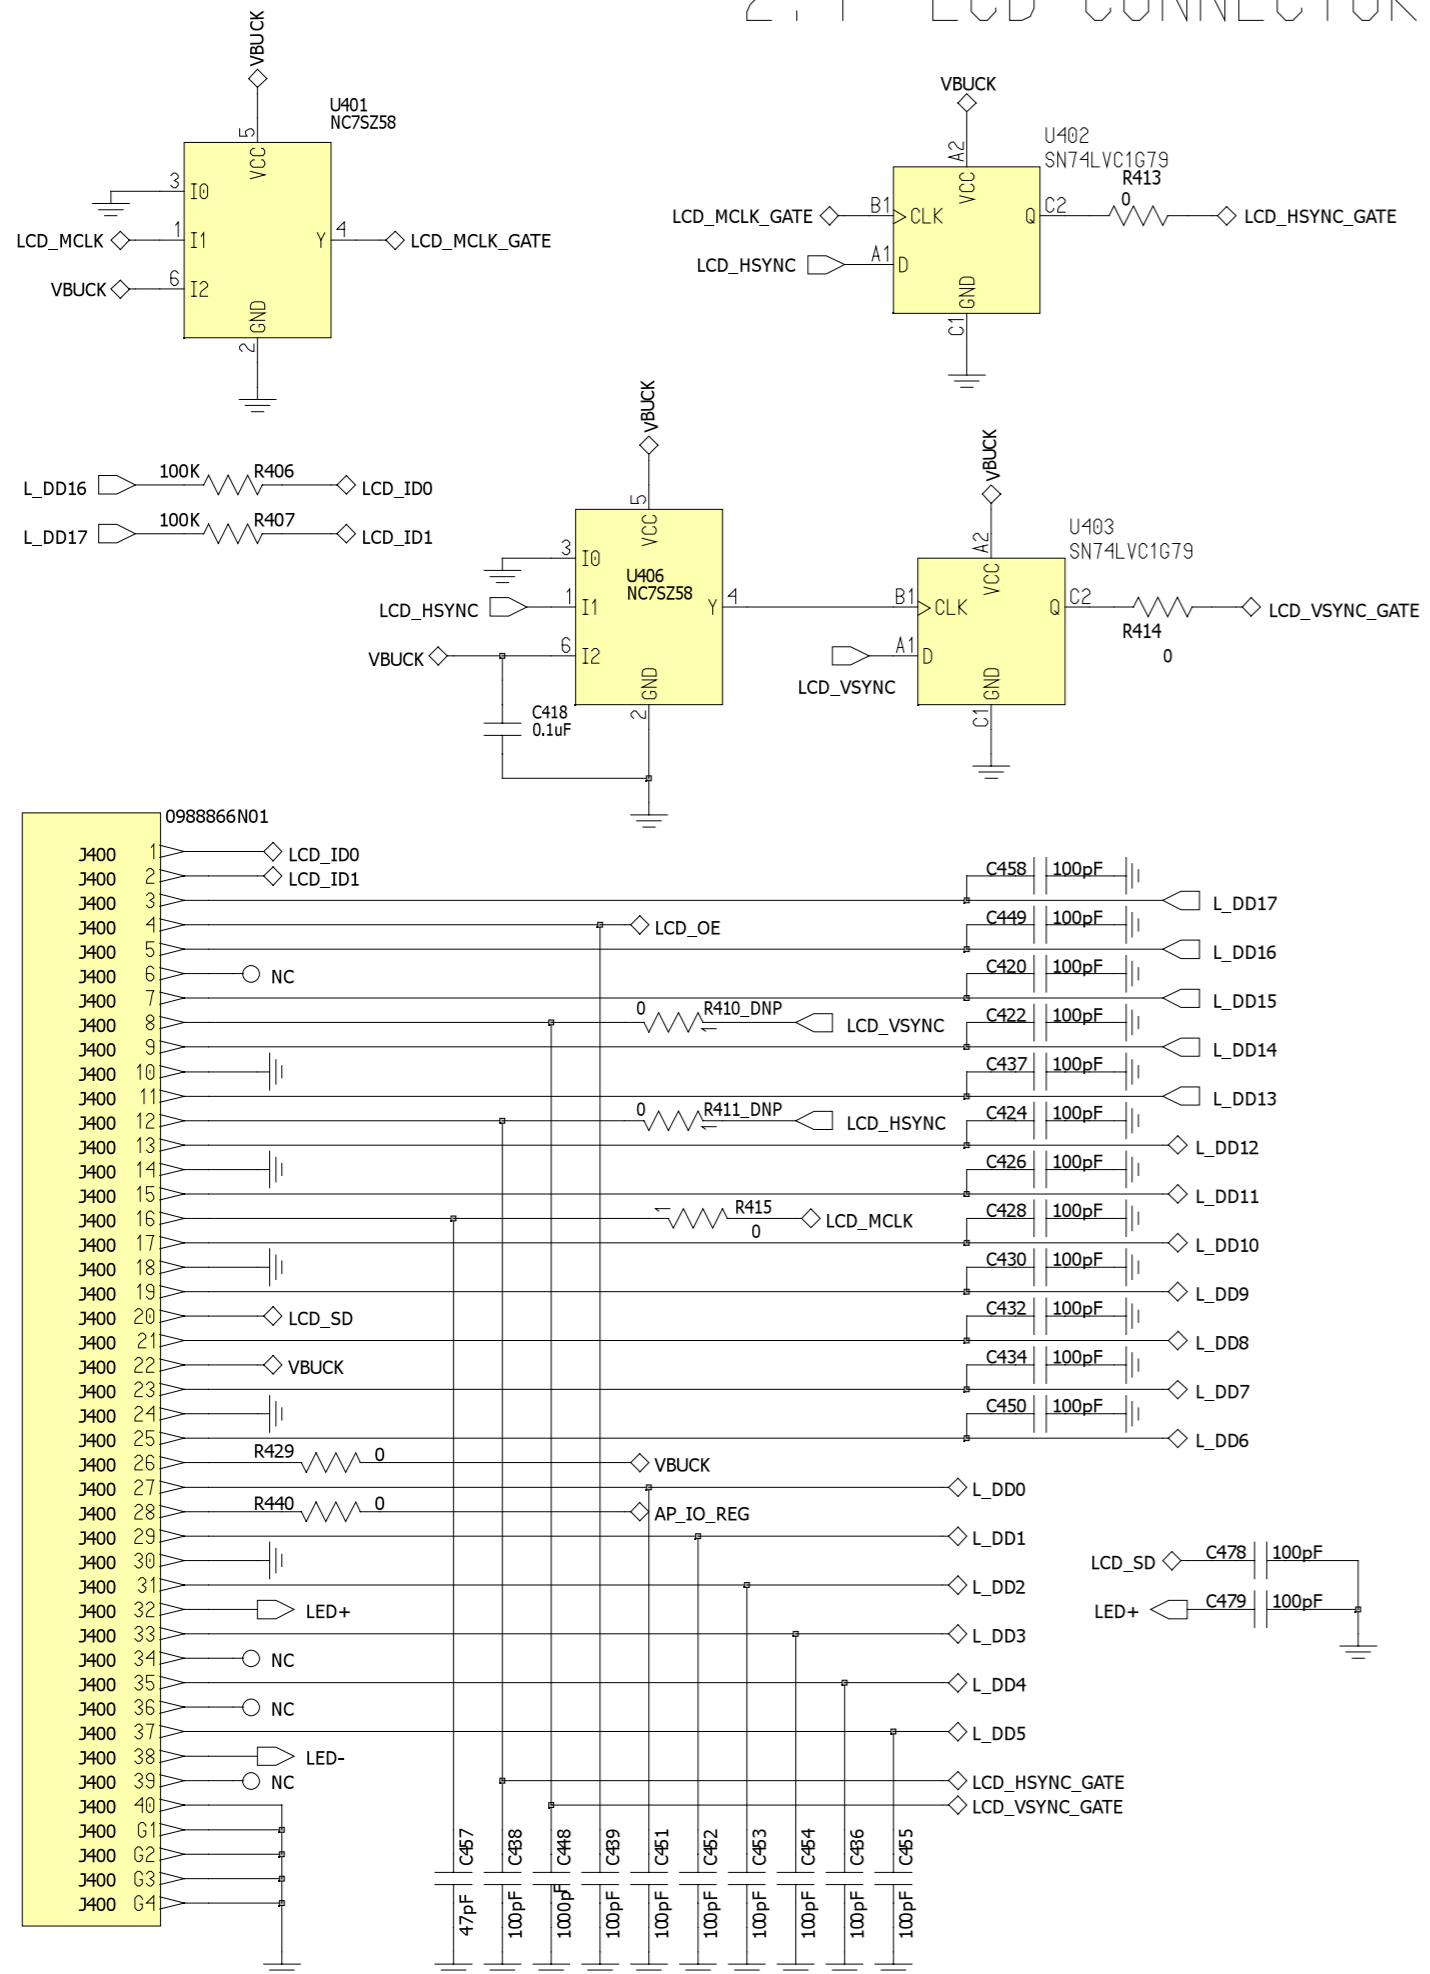 2.4" LCD CONNECTOR
VBUCK
U401
NC7SZ58
5
VCC
3 I0
LCD_MCLK 1 I1 Y 4 LCD_MCLK_GATE
VBUCK 6 I2
GND
2
VBUCK
U402
SN74LVC1G79
A2
VCC
R413
0
LCD_MCLK_GATE B1 CLK Q C2 LCD_HSYNC_GATE
LCD_HSYNC A1 D
GND
C1
L_DD16 100K R406 LCD_ID0
L_DD17 100K R407 LCD_ID1
VBUCK
5
VCC
3 I0
U406
NC7SZ58
LCD_HSYNC 1 I1 Y 4
VBUCK 6 I2
GND
2
C418
0.1uF
VBUCK
U403
SN74LVC1G79
A2
VCC
B1 CLK Q C2 LCD_VSYNC_GATE
R414
0
A1 D
LCD_VSYNC
GND
C1
0988866N01
J400 1 LCD_ID0
J400 2 LCD_ID1 C458 100pF
J400 3 L_DD17
J400 4 LCD_OE C449 100pF
J400 5 L_DD16
J400 6 NC C420 100pF
J400 7 L_DD15
J400 8 0 R410_DNP LCD_VSYNC C422 100pF
J400 9 L_DD14
J400 10 C437 100pF
J400 11 L_DD13
J400 12 0 R411_DNP LCD_HSYNC C424 100pF
J400 13 L_DD12
J400 14 C426 100pF
J400 15 L_DD11
J400 16 R415 0 LCD_MCLK C428 100pF
J400 17 L_DD10
J400 18 C430 100pF
J400 19 L_DD9
J400 20 LCD_SD C432 100pF
J400 21 L_DD8
J400 22 VBUCK C434 100pF
J400 23 L_DD7
J400 24 C450 100pF
J400 25 L_DD6
J400 26 R429 0 VBUCK
J400 27 L_DD0
J400 28 R440 0 AP_IO_REG
J400 29 L_DD1
J400 30
J400 31 L_DD2
J400 32 LED+
J400 33 L_DD3
J400 34 NC
J400 35 L_DD4
J400 36 NC
J400 37 L_DD5
J400 38 LED-
J400 39 NC
J400 40
J400 G1
J400 G2
J400 G3
J400 G4
LCD_HSYNC_GATE
LCD_VSYNC_GATE
C457 47pF
C438 100pF
C448 1000pF
C439 100pF
C451 100pF
C452 100pF
C453 100pF
C454 100pF
C436 100pF
C455 100pF
LCD_SD C478 100pF
LED+ C479 100pF